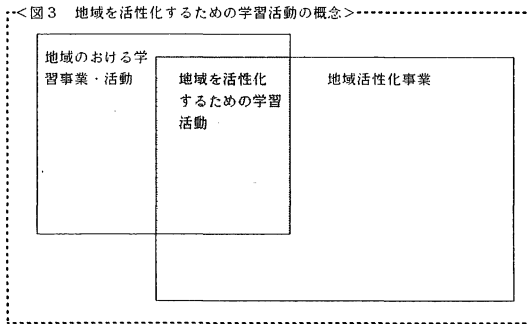 <図3 地域を活性化するための学習活動の概念>
地域のおける学
習事業・活動
地域を活性化
するための学習
活動
地域活性化事業